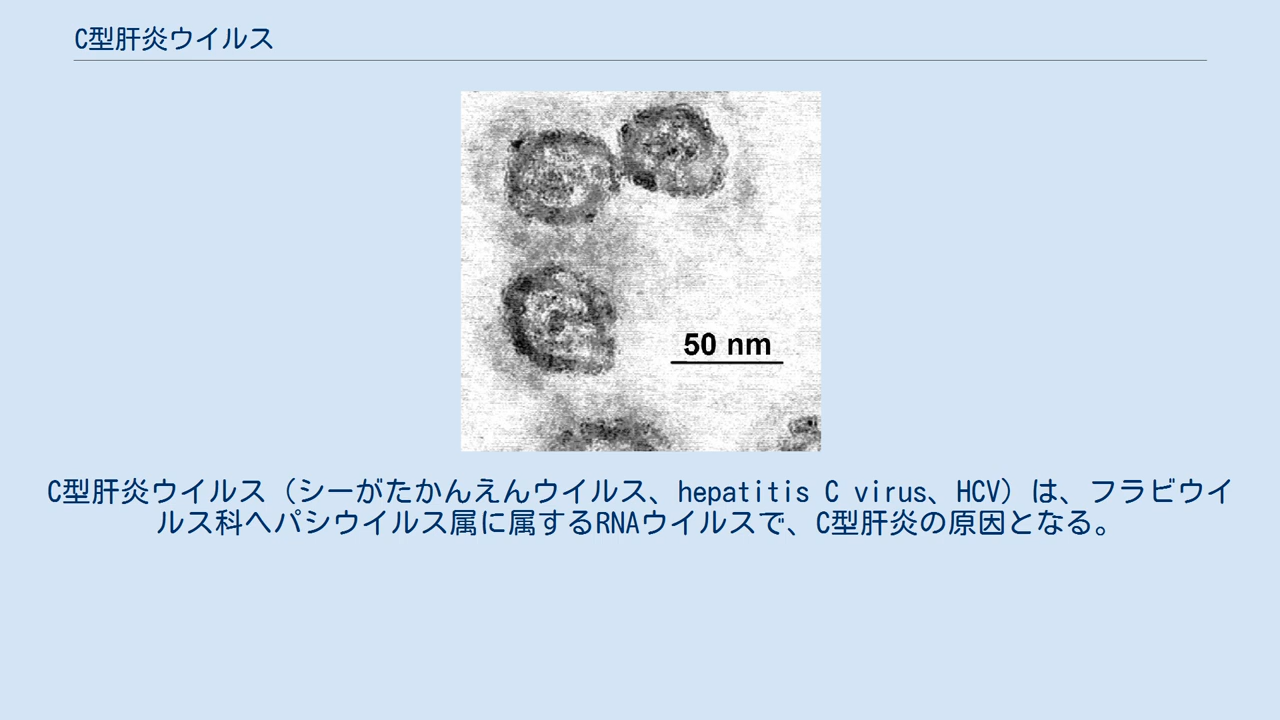 C型肝炎ウイルス
50 nm
C型肝炎ウイルス（シーがたかんえんウイルス、hepatitis C virus、HCV）は、フラビウイ
ルス科ヘパシウイルス属に属するRNAウイルスで、C型肝炎の原因となる。